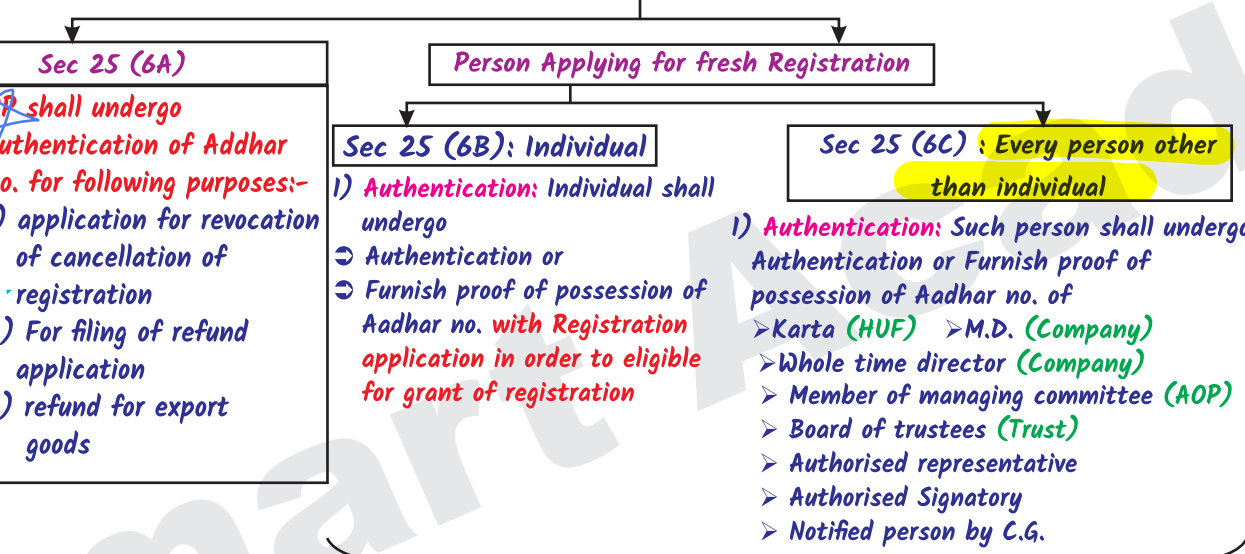 Sec 25 (6A)
shall undergo
uthentication of Addhar
o. for following purposes:-
) application for revocation
of cancellation of
registration
) For filing of refund
application
) refund for export
goods
Person Applying for fresh Registration
Sec 25 (6B): Individual
1) Authentication: Individual shall
undergo
➲ Authentication or
➲ Furnish proof of possession of
Aadhar no. with Registration
application in order to eligible
for grant of registration
Sec 25 (6C) : Every person other
than individual
1) Authentication: Such person shall undergo
Authentication or Furnish proof of
possession of Aadhar no. of
➢Karta (HUF) ➢M.D. (Company)
➢Whole time director (Company)
➢ Member of managing committee (AOP)
➢ Board of trustees (Trust)
➢ Authorised representative
➢ Authorised Signatory
➢ Notified person by C.G.
mart Acad